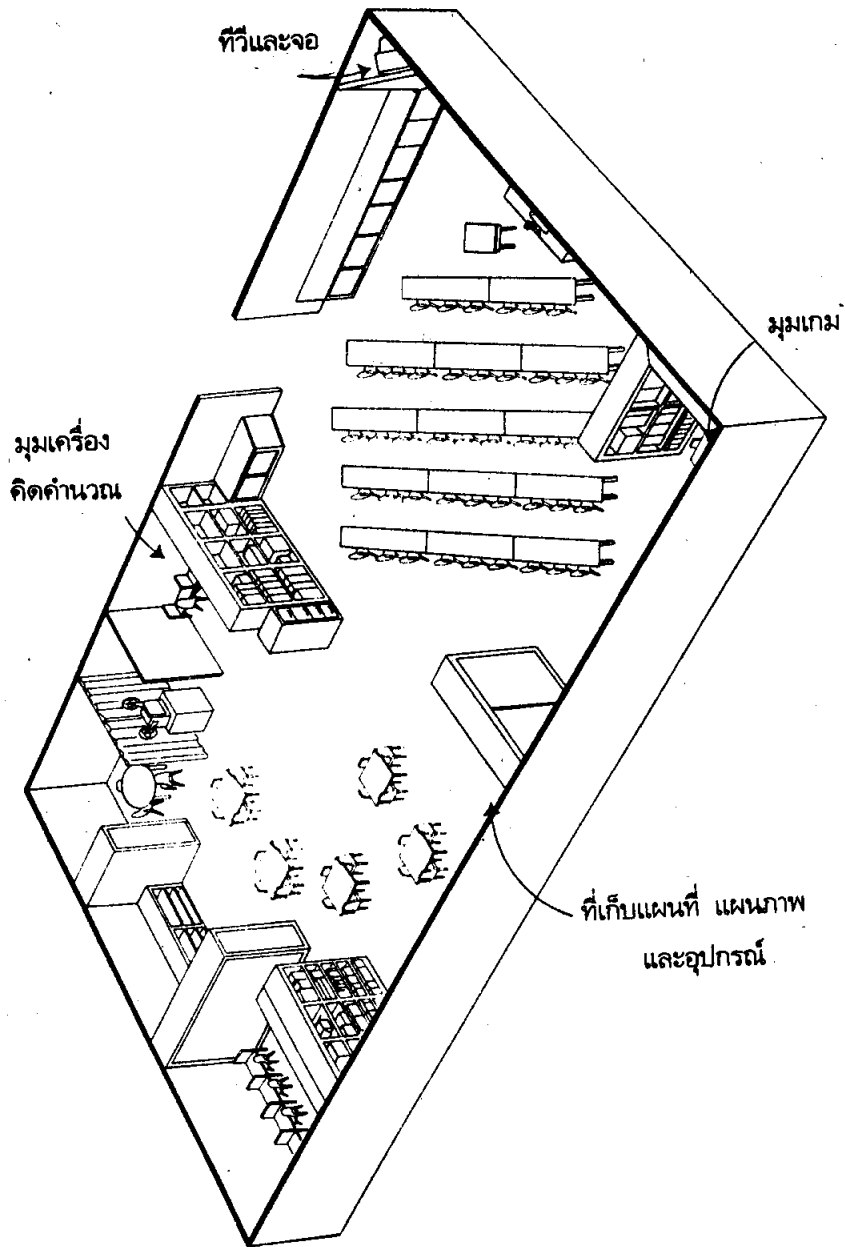 ทีวีและจอ
มุมเกม
มุมเครื่อง
คิดคำนวณ
ที่เก็บแผนที่ แผนภาพ
และอุปกรณ์